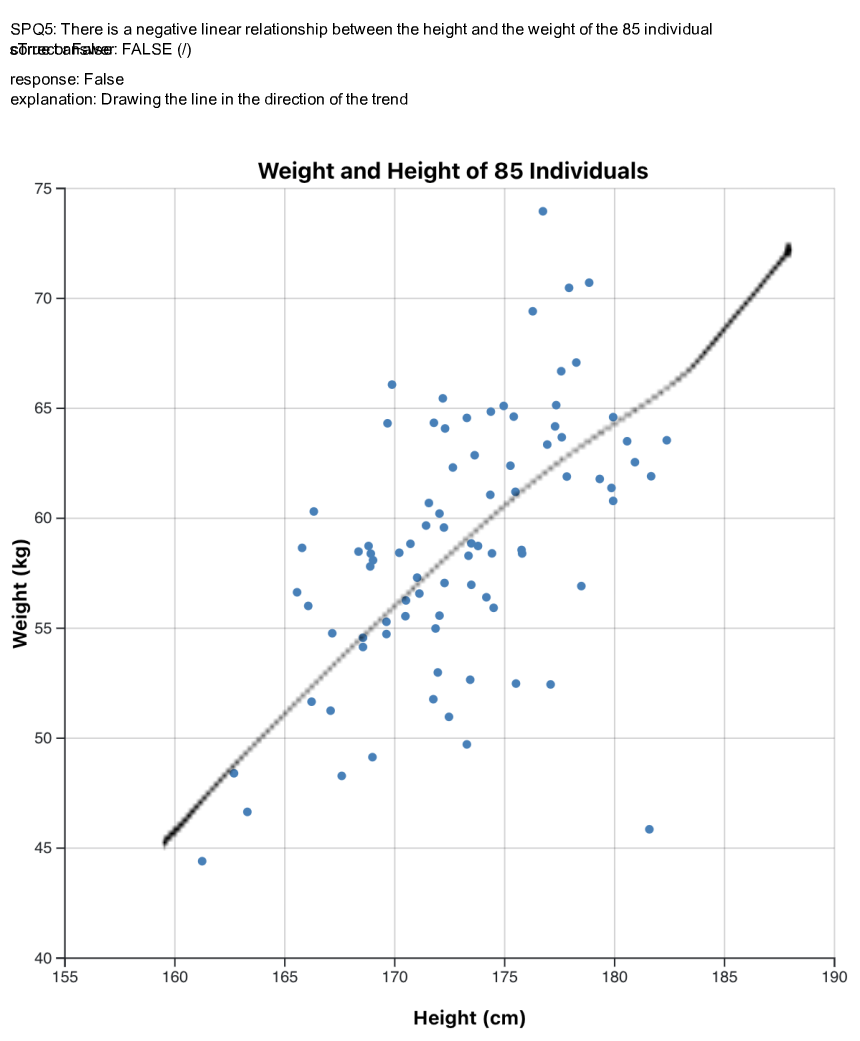 SPQ5: There is a negative linear relationship between the height and the weight of the 85 individual
FALSE (/)
response: False
explanation: Drawing the line in the direction of the trend
Weight and Height of 85 Individuals
75
70
65
60
55
50
45
40
Weight (kg)
155 160 165 170 175 180 185 190
Height (cm)